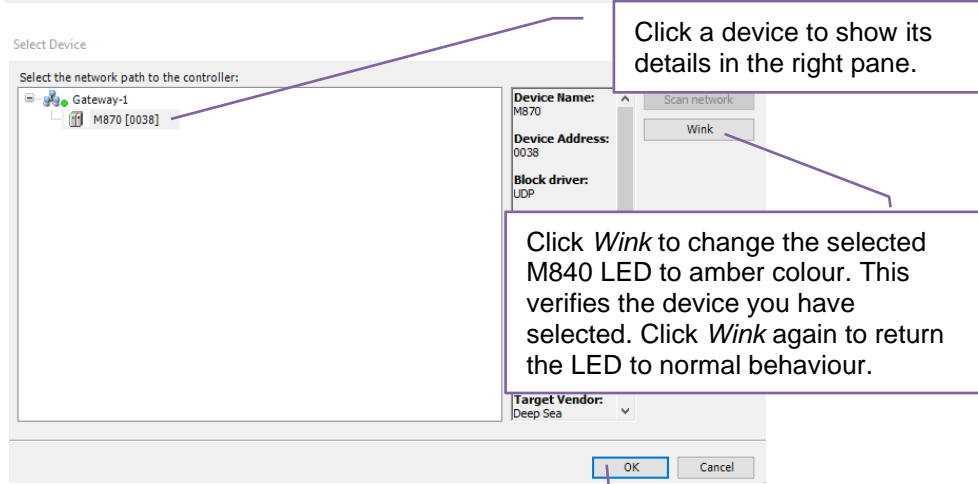 Click a device to show its
details in the right pane.
Select Device
Select the network path to the controller:
Gateway-1
M870 [0038]
Device Name:
M870
Device Address:
0038
Block driver:
UDP
Scan network
Wink
Click Wink to change the selected
M840 LED to amber colour. This
verifies the device you have
selected. Click Wink again to return
the LED to normal behaviour.
Target Vendor:
Deep Sea
OK
Cancel